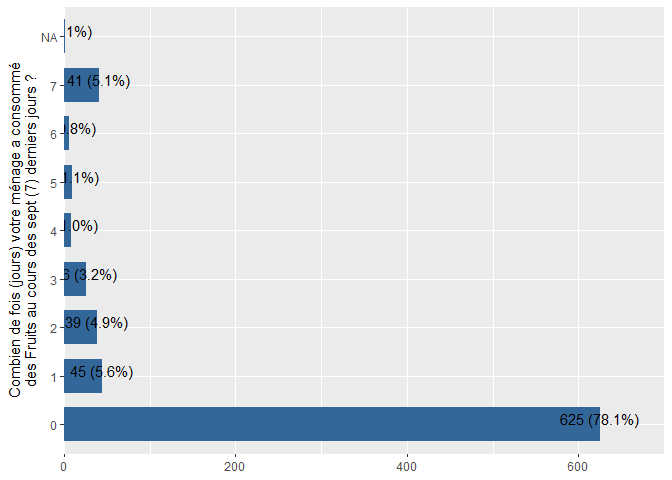 Combien de fois (jours) votre ménage a consommé
des Fruits au cours des sept (7) derniers jours ?
NA 1%)
7 41 (5.1%)
6 .8%)
5 .1%)
4 .0%)
3 6 (3.2%)
2 39 (4.9%)
1 45 (5.6%)
0 625 (78.1%)
0 200 400 600